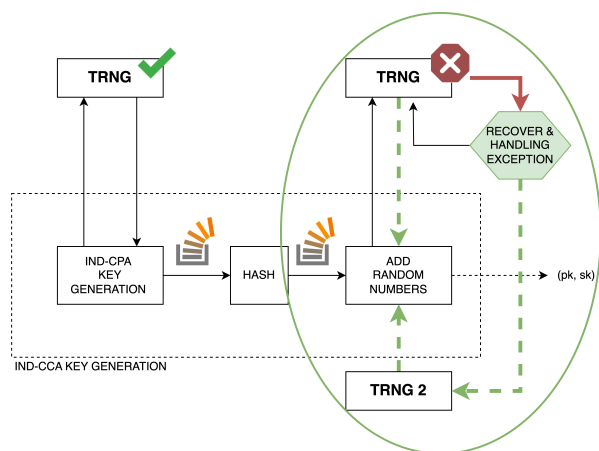 TRNG
TRNG
RECOVER &
HANDLING
EXCEPTION
IND-CPA
KEY
GENERATION
HASH
ADD
RANDOM
NUMBERS
(pk, sk)
IND-CCA KEY GENERATION
TRNG 2